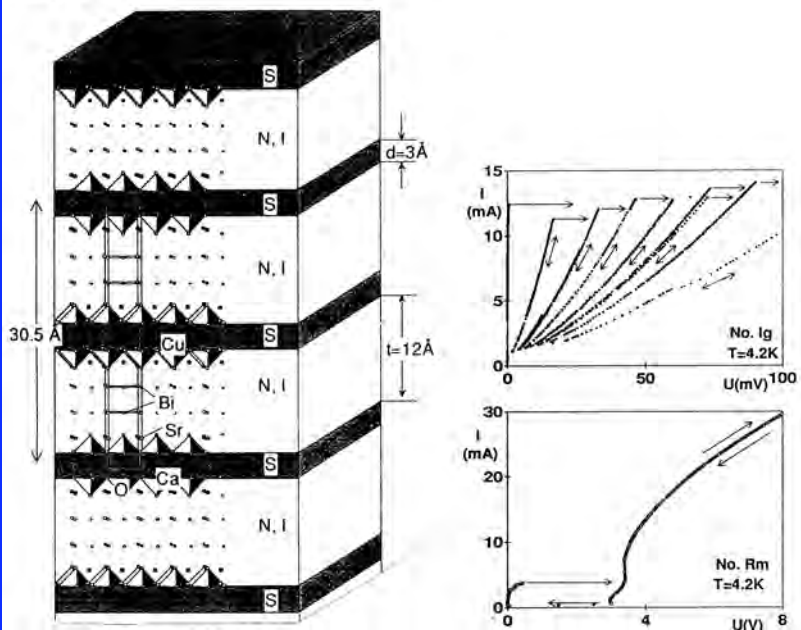 S
N, I
d=3Å
S
N, I
30.5 Å
S
Cu
t=12Å
Bi
N, I
Sr
S
O
Ca
N, I
S
15
I
(mA)
10
5
0
0
50
100
U(mV)
No. Ig
T=4.2K
30
I
(mA)
20
10
0
0
4
8
U(V)
No. Rm
T=4.2K